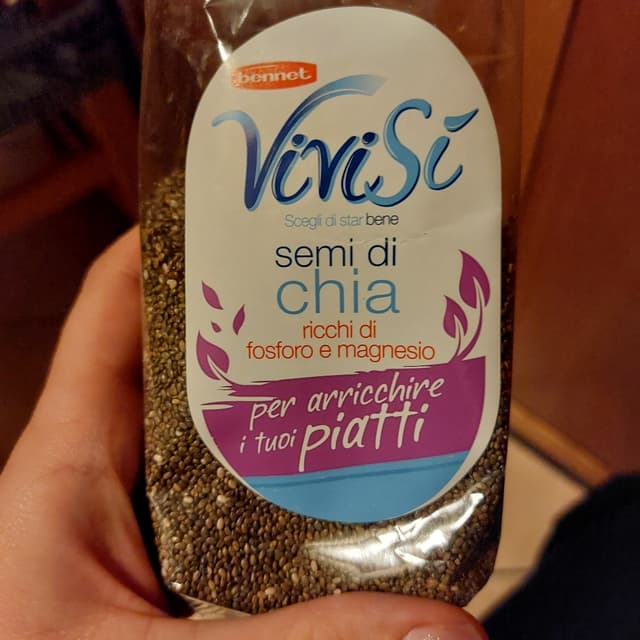 bennet
ViviSì
Scegli di star bene
semi di
chia
ricchi di
fosforo e magnesio
per arricchire
i tuoi piatti